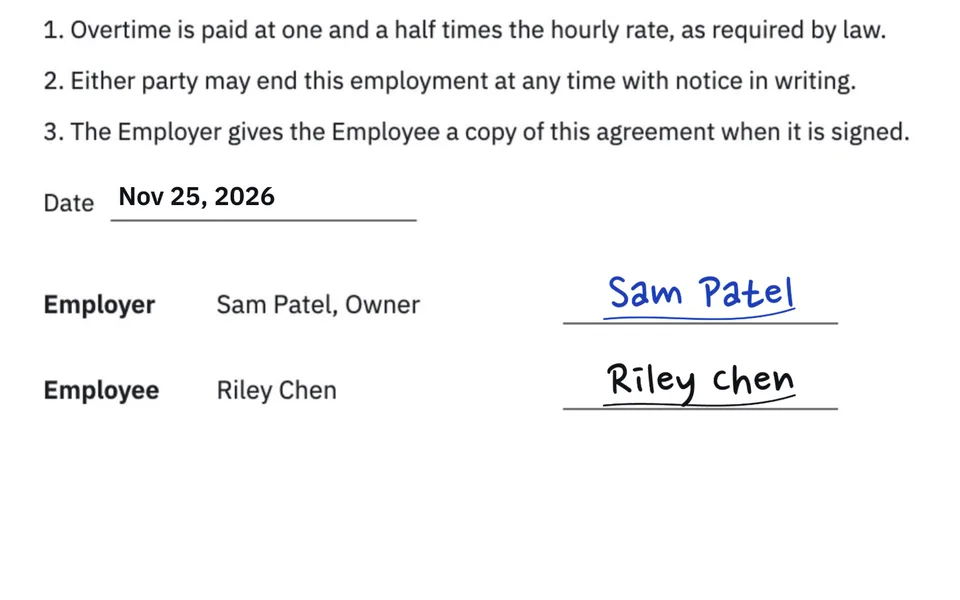 1. Overtime is paid at one and a half times the hourly rate, as required by law.
2. Either party may end this employment at any time with notice in writing.
3. The Employer gives the Employee a copy of this agreement when it is signed.
Date Nov 25, 2026
Employer Sam Patel, Owner Sam Patel
Employee Riley Chen Riley Chen